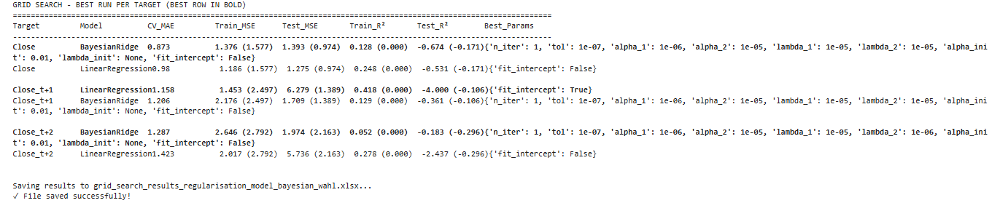 GRID SEARCH - BEST RUN PER TARGET (BEST ROW IN BOLD)
=======================================================================================================
Target Model CV_MAE Train_MSE Test_MSE Train_R² Test_R² Best_Params
-------------------------------------------------------------------------------------------------------
Close BayesianRidge 0.873 1.376 (1.577) 1.393 (0.974) 0.128 (0.000) -0.674 (-0.171){'n_iter': 1, 'tol': 1e-07, 'alpha_1': 1e-06, 'alpha_2': 1e-05, 'lambda_1': 1e-05, 'lambda_2': 1e-05, 'alpha_ini
t': 0.01, 'lambda_init': None, 'fit_intercept': False}
Close LinearRegression0.98 1.186 (1.577) 1.275 (0.974) 0.248 (0.000) -0.531 (-0.171){'fit_intercept': False}
Close_t+1 LinearRegression1.158 1.453 (2.497) 6.279 (1.389) 0.418 (0.000) -4.000 (-0.106){'fit_intercept': True}
Close_t+1 BayesianRidge 1.206 2.176 (2.497) 1.709 (1.389) 0.129 (0.000) -0.361 (-0.106){'n_iter': 1, 'tol': 1e-07, 'alpha_1': 1e-06, 'alpha_2': 1e-05, 'lambda_1': 1e-05, 'lambda_2': 1e-05, 'alpha_ini
t': 0.01, 'lambda_init': None, 'fit_intercept': False}
Close_t+2 BayesianRidge 1.287 2.646 (2.792) 1.974 (2.163) 0.052 (0.000) -0.183 (-0.296){'n_iter': 1, 'tol': 1e-07, 'alpha_1': 1e-06, 'alpha_2': 1e-05, 'lambda_1': 1e-05, 'lambda_2': 1e-06, 'alpha_ini
t': 0.01, 'lambda_init': None, 'fit_intercept': False}
Close_t+2 LinearRegression1.423 2.017 (2.792) 5.736 (2.163) 0.278 (0.000) -2.437 (-0.296){'fit_intercept': False}
Saving results to grid_search_results_regularisation_model_bayesian_wahl.xlsx...
✓ File saved successfully!